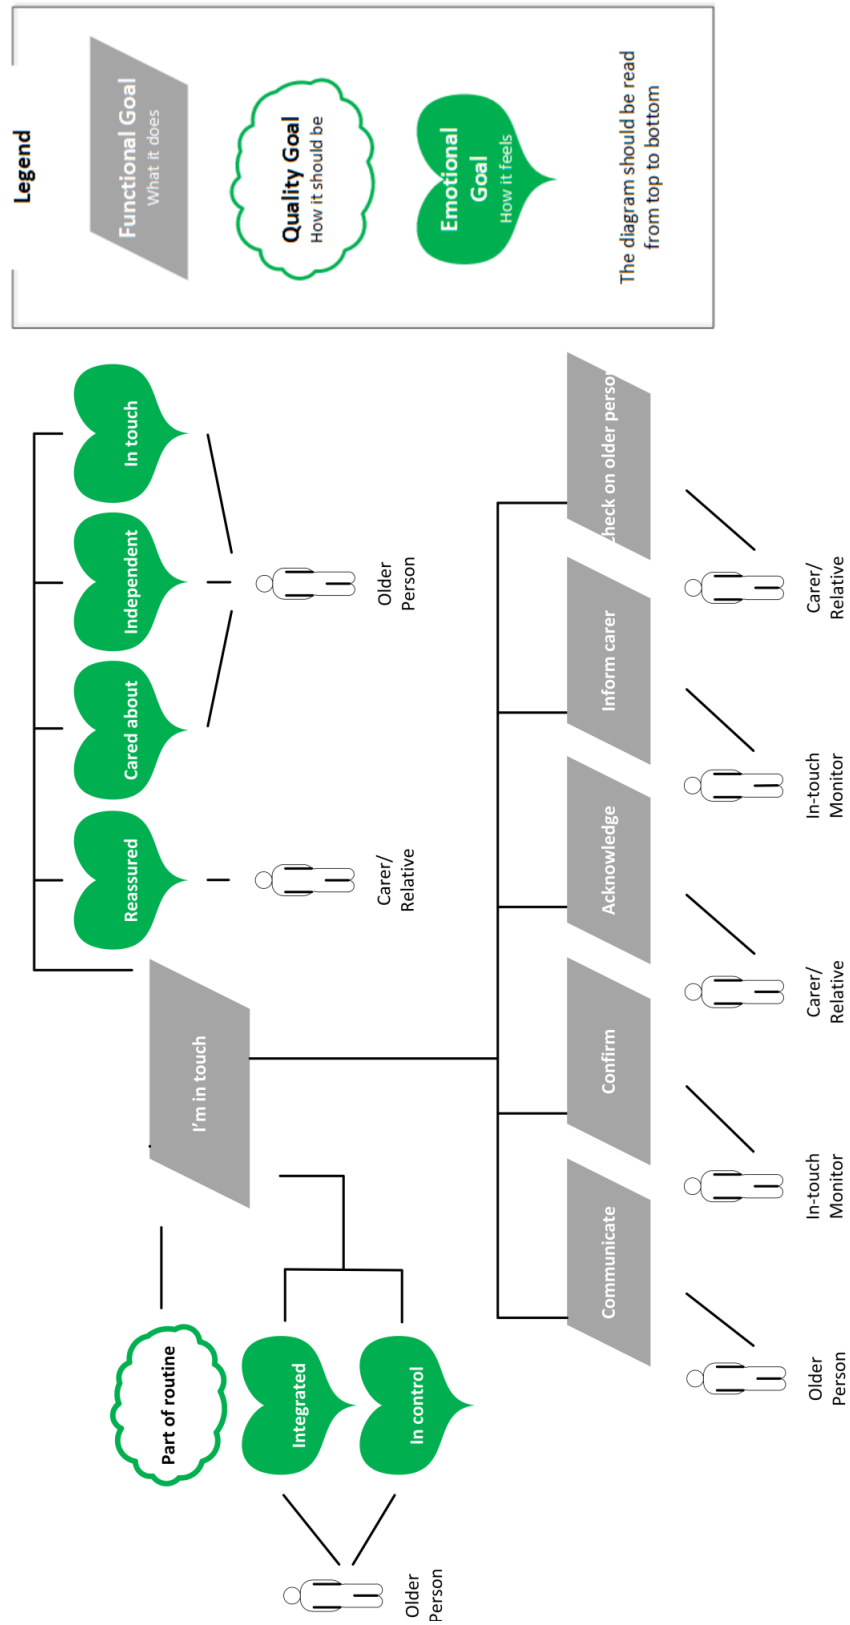 Legend
Functional Goal
What it does
Quality Goal
How it should be
Emotional
Goal
How it feels
The diagram should be read
from top to bottom
Part of routine
Integrated
In control
Older
Person
I'm in touch
Reassured
Cared about
Independent
In touch
Carer/
Relative
Older
Person
Communicate
Confirm
Acknowledge
Inform carer
heck on older perso
Older
Person
In-touch
Monitor
Carer/
Relative
In-touch
Monitor
Carer/
Relative